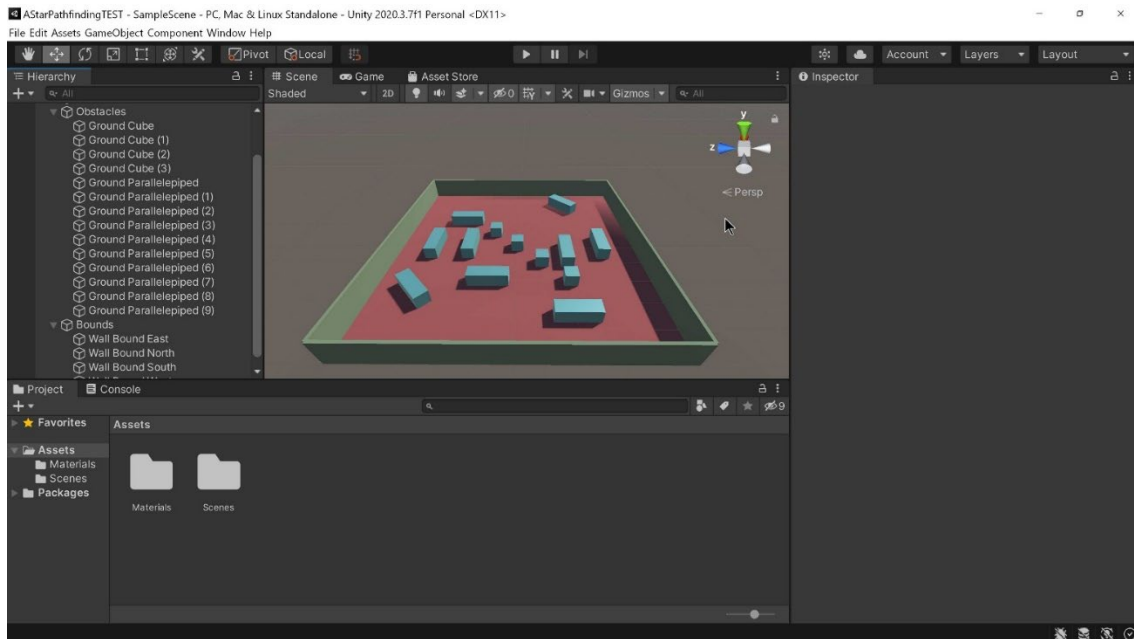 AStarPathfindingTEST - SampleScene - PC, Mac & Linux Standalone - Unity 2020.3.7f1 Personal <DX11>
File Edit Assets GameObject Component Window Help
Pivot Local Account Layers Layout
Hierarchy
All
Obstacles
Ground Cube
Ground Cube (1)
Ground Cube (2)
Ground Cube (3)
Ground Parallelepiped
Ground Parallelepiped (1)
Ground Parallelepiped (2)
Ground Parallelepiped (3)
Ground Parallelepiped (4)
Ground Parallelepiped (5)
Ground Parallelepiped (6)
Ground Parallelepiped (7)
Ground Parallelepiped (8)
Ground Parallelepiped (9)
Bounds
Wall Bound East
Wall Bound North
Wall Bound South
Scene Game Asset Store
Shaded 2D 0 Gizmos All
y
z
Persp
Inspector
Project Console
9
Favorites
Assets
Materials
Scenes
Packages
Assets
Materials Scenes